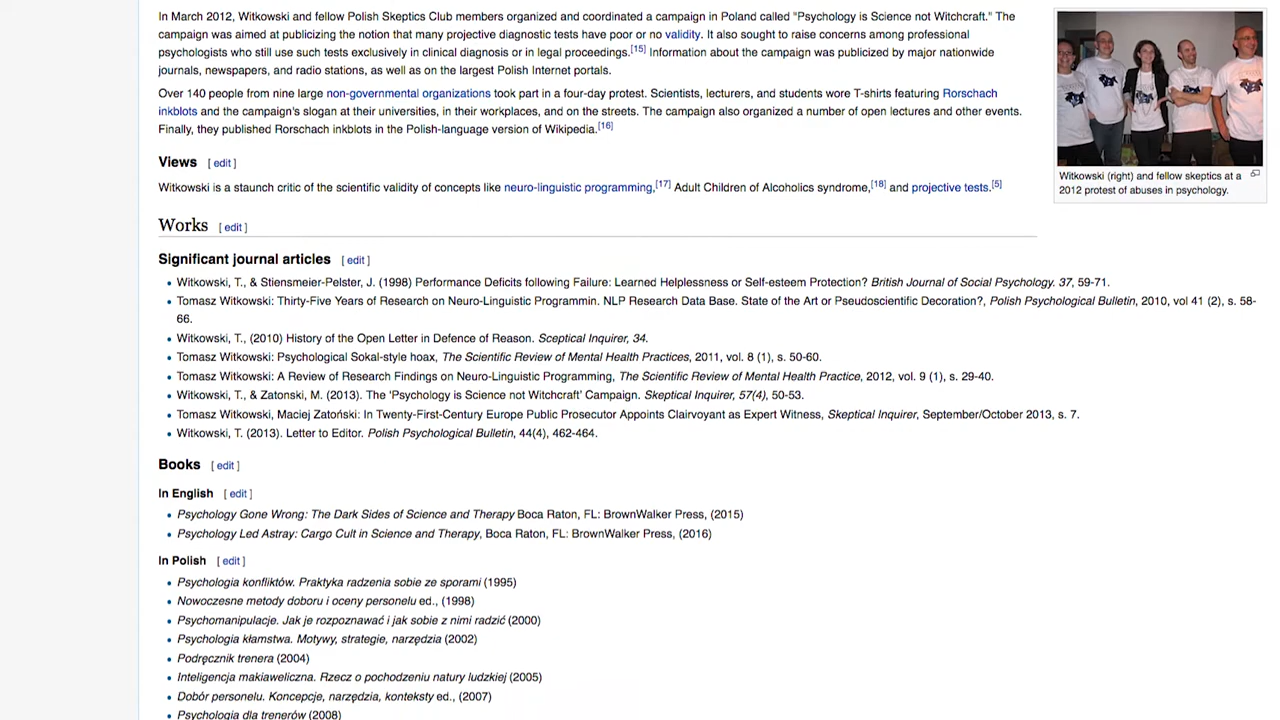 In March 2012, Witkowski and fellow Polish Skeptics Club members organized and coordinated a campaign in Poland called "Psychology is Science not Witchcraft." The
campaign was aimed at publicizing the notion that many projective diagnostic tests have poor or no validity. It also sought to raise concerns among professional
psychologists who still use such tests exclusively in clinical diagnosis or in legal proceedings.[15] Information about the campaign was publicized by major nationwide
journals, newspapers, and radio stations, as well as on the largest Polish Internet portals.
Over 140 people from nine large non-governmental organizations took part in a four-day protest. Scientists, lecturers, and students wore T-shirts featuring Rorschach
inkblots and the campaign's slogan at their universities, in their workplaces, and on the streets. The campaign also organized a number of open lectures and other events.
Finally, they published Rorschach inkblots in the Polish-language version of Wikipedia.[16]
Witkowski (right) and fellow skeptics at a
2012 protest of abuses in psychology.
Views [ edit ]
Witkowski is a staunch critic of the scientific validity of concepts like neuro-linguistic programming,[17] Adult Children of Alcoholics syndrome,[18] and projective tests.[5]
Works [ edit ]
Significant journal articles [ edit ]
• Witkowski, T., & Stiensmeier-Pelster, J. (1998) Performance Deficits following Failure: Learned Helplessness or Self-esteem Protection? British Journal of Social Psychology. 37, 59-71.
• Tomasz Witkowski: Thirty-Five Years of Research on Neuro-Linguistic Programmin. NLP Research Data Base. State of the Art or Pseudoscientific Decoration?, Polish Psychological Bulletin, 2010, vol 41 (2), s. 58-
66.
• Witkowski, T., (2010) History of the Open Letter in Defence of Reason. Sceptical Inquirer, 34.
• Tomasz Witkowski: Psychological Sokal-style hoax, The Scientific Review of Mental Health Practices, 2011, vol. 8 (1), s. 50-60.
• Tomasz Witkowski: A Review of Research Findings on Neuro-Linguistic Programming, The Scientific Review of Mental Health Practice, 2012, vol. 9 (1), s. 29-40.
• Witkowski, T., & Zatonski, M. (2013). The 'Psychology is Science not Witchcraft' Campaign. Skeptical Inquirer, 57(4), 50-53.
• Tomasz Witkowski, Maciej Zatoński: In Twenty-First-Century Europe Public Prosecutor Appoints Clairvoyant as Expert Witness, Skeptical Inquirer, September/October 2013, s. 7.
• Witkowski, T. (2013). Letter to Editor. Polish Psychological Bulletin, 44(4), 462-464.
Books [ edit ]
In English [ edit ]
• Psychology Gone Wrong: The Dark Sides of Science and Therapy Boca Raton, FL: BrownWalker Press, (2015)
• Psychology Led Astray: Cargo Cult in Science and Therapy, Boca Raton, FL: BrownWalker Press, (2016)
In Polish [ edit ]
• Psychologia konfliktów. Praktyka radzenia sobie ze sporami (1995)
• Nowoczesne metody doboru i oceny personelu ed., (1998)
• Psychomanipulacje. Jak je rozpoznawać i jak sobie z nimi radzić (2000)
• Psychologia kłamstwa. Motywy, strategie, narzędzia (2002)
• Podręcznik trenera (2004)
• Inteligencja makiaweliczna. Rzecz o pochodzeniu natury ludzkiej (2005)
• Dobór personelu. Koncepcje, narzędzia, konteksty ed., (2007)
• Psychologia dla trenerów (2008)